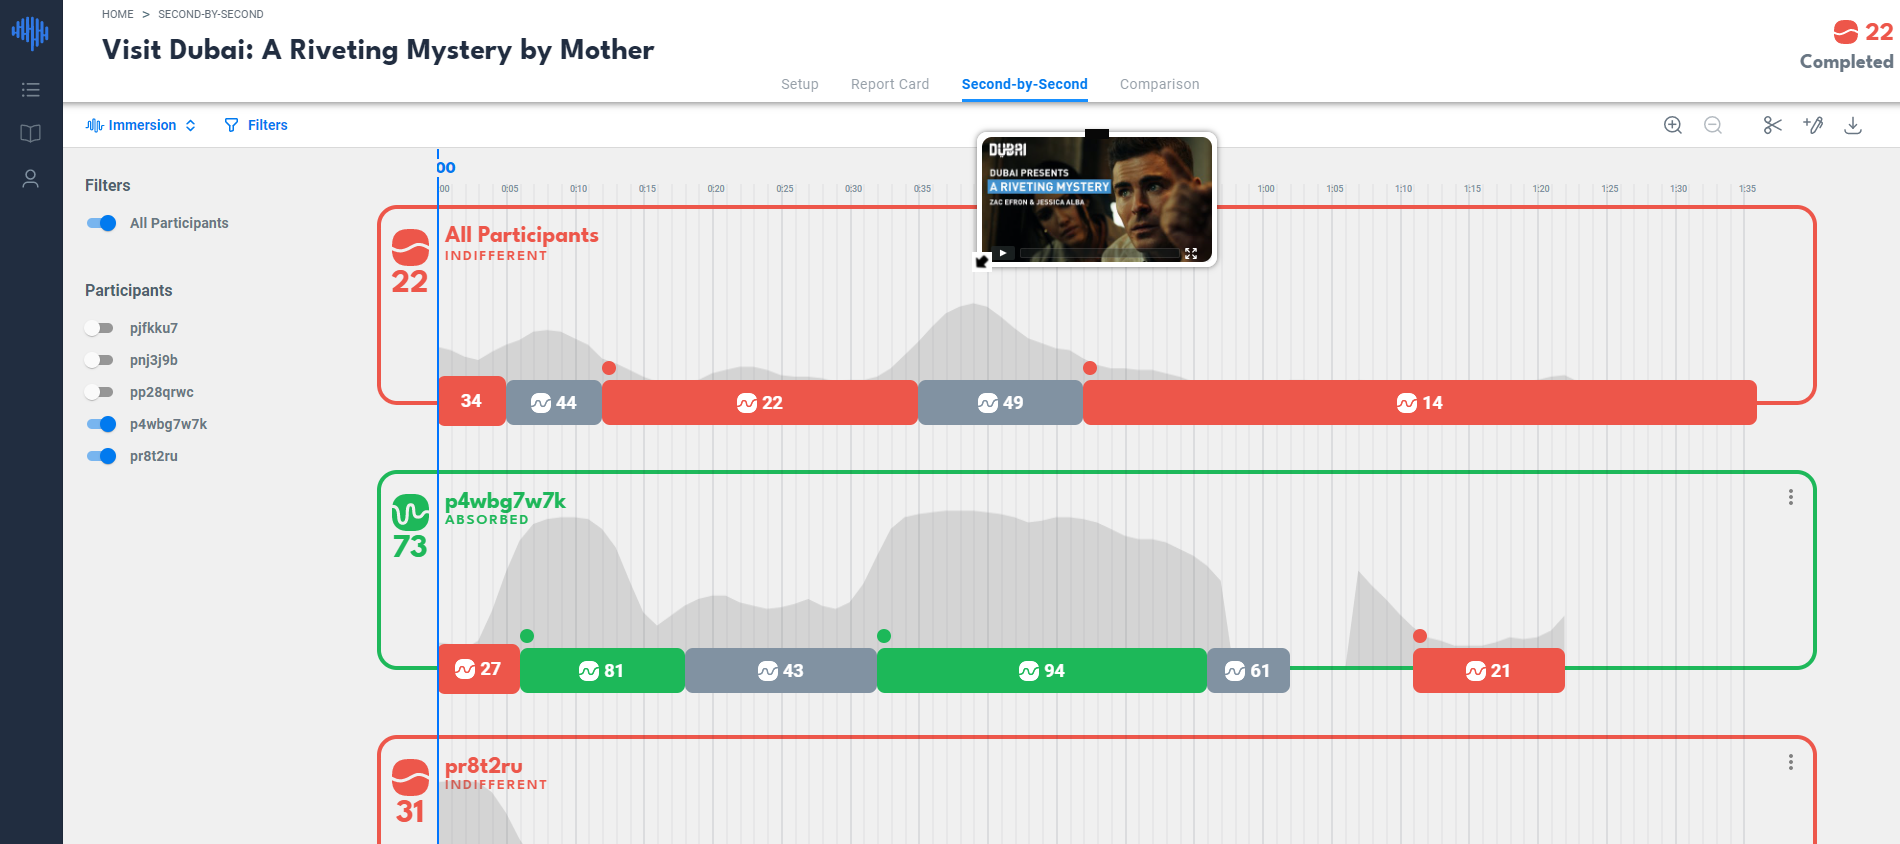 HOME > SECOND-BY-SECOND
Visit Dubai: A Riveting Mystery by Mother
22
Completed
Setup
Report Card
Second-by-Second
Comparison
Immersion
Filters
Filters
All Participants
Participants
pjfkku7
pnj3j9b
pp28qrwc
p4wbg7w7k
pr8t2ru
00
:00 0:05 0:10 0:15 0:20 0:25 0:30 0:35 1:00 1:05 1:10 1:15 1:20 1:25 1:30 1:35
DUBAI
DUBAI PRESENTS
A RIVETING MYSTERY
ZAC EFRON & JESSICA ALBA
All Participants
INDIFFERENT
22
34 44 22 49 14
p4wbg7w7k
ABSORBED
73
27 81 43 94 61 21
pr8t2ru
INDIFFERENT
31